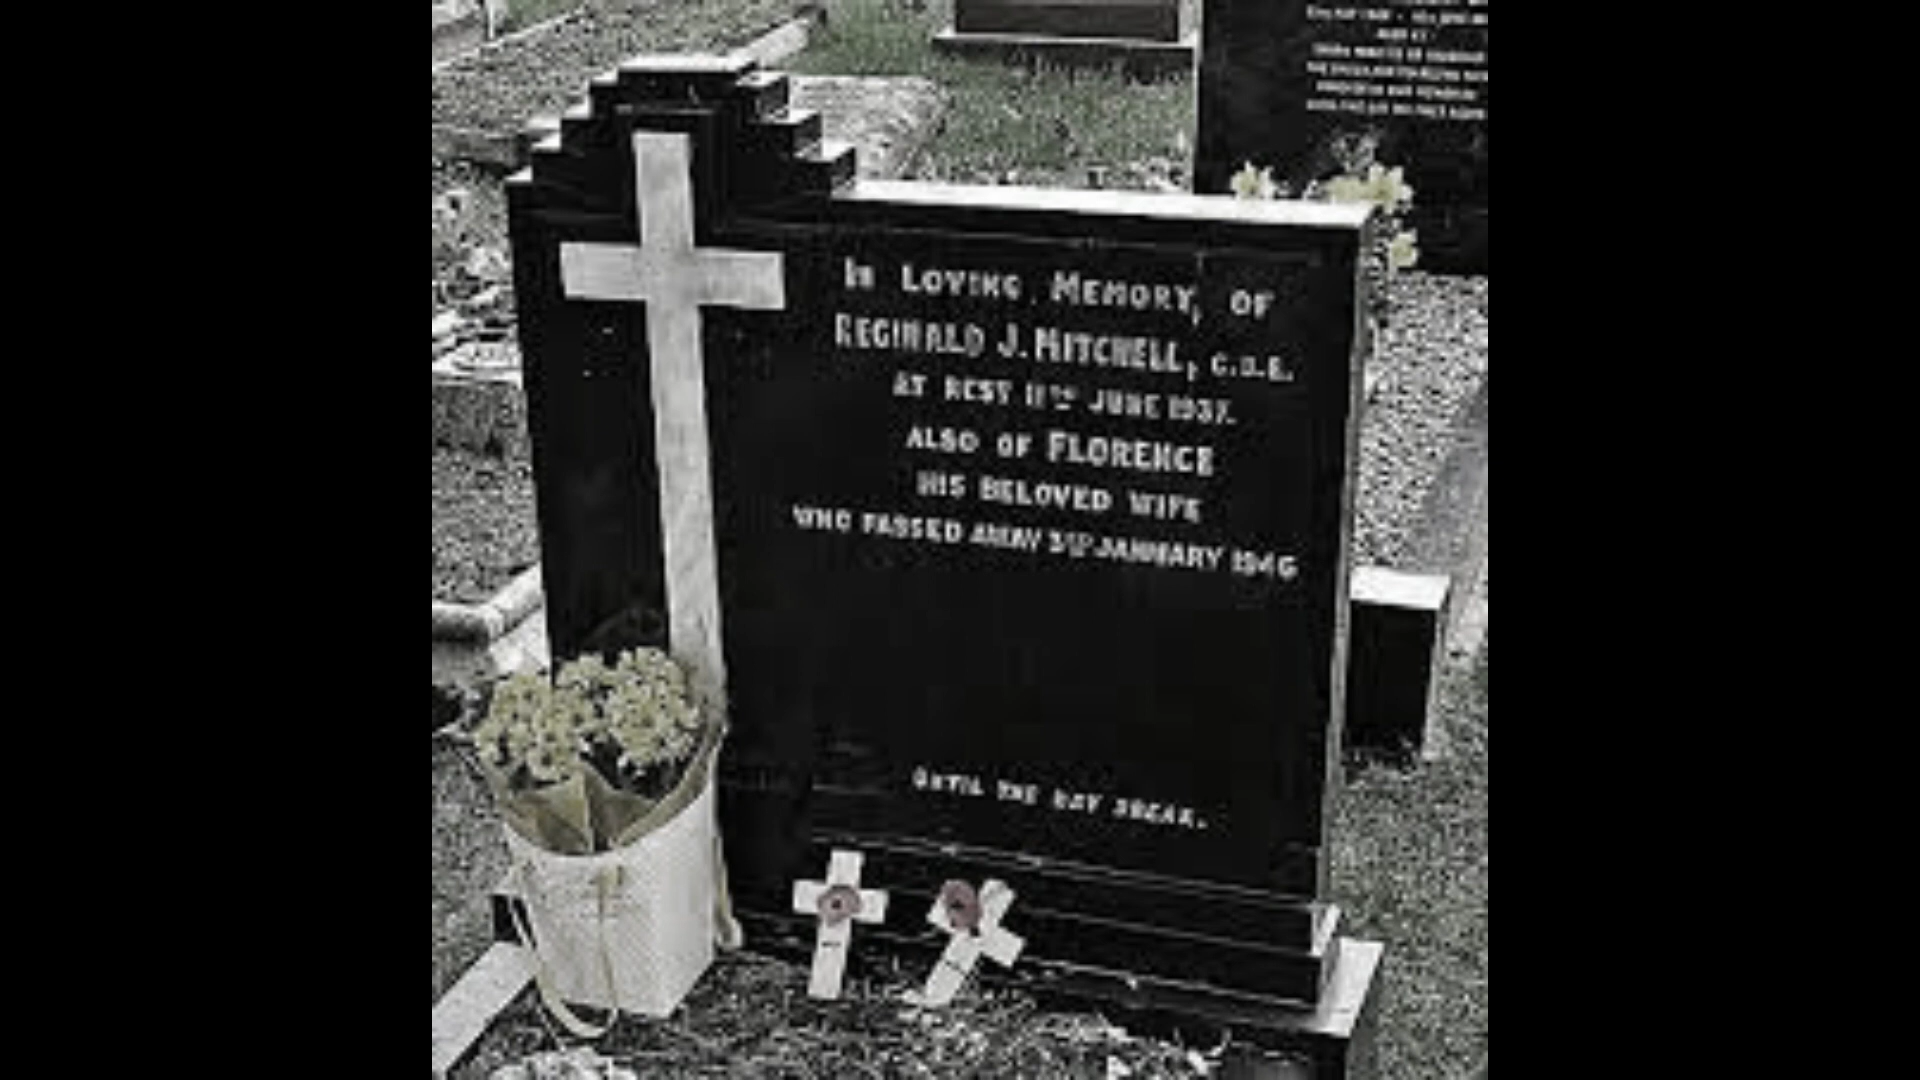 In Loving Memory, of
Reginald J. Mitchell, C.B.E.
at rest 11th June 1937.
also of Florence
his beloved wife
who passed away 3rd January 1946
Until the day break.